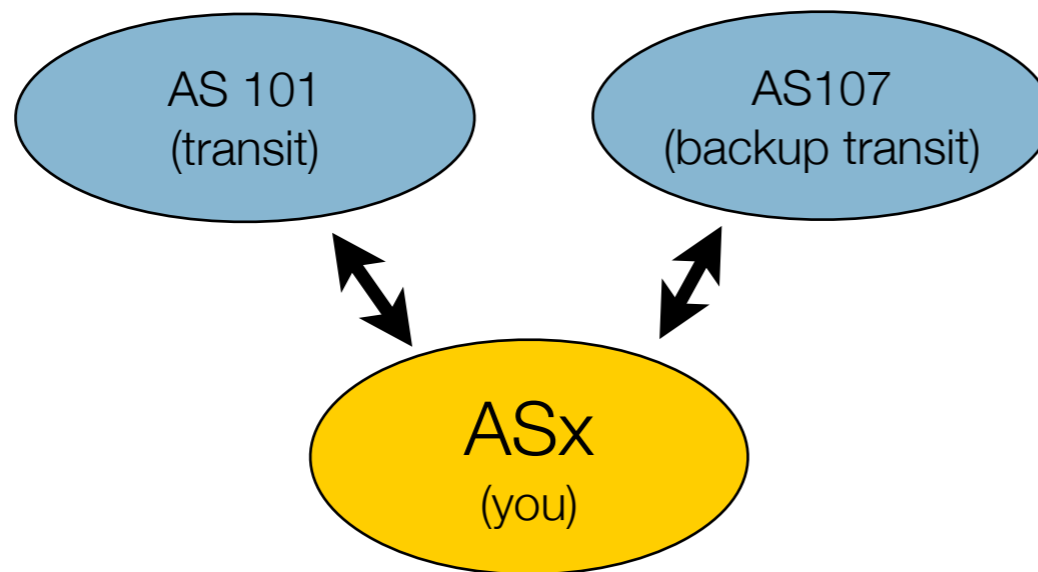 AS 101
(transit)
AS107
(backup transit)
ASx
(you)